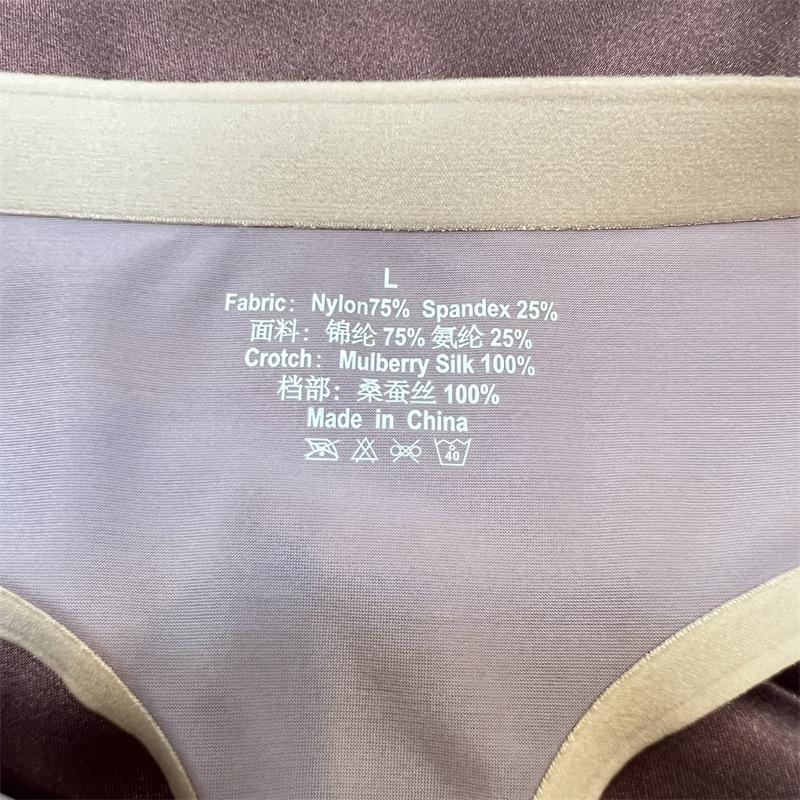 L
Fabric: Nylon75% Spandex 25%
面料: 锦纶 75% 氨纶 25%
Crotch: Mulberry Silk 100%
档部: 桑蚕丝 100%
Made in China
40